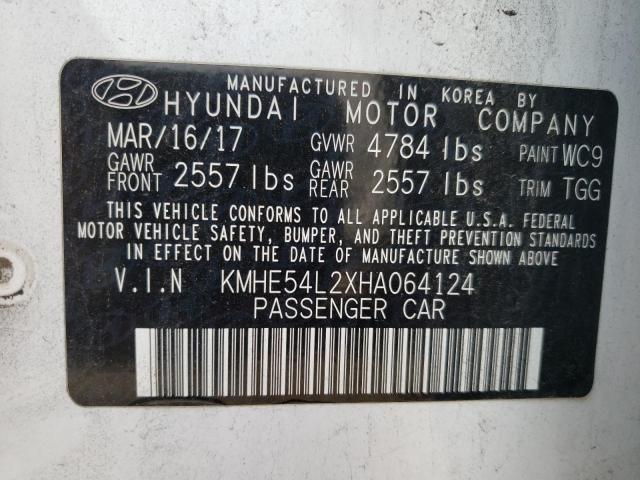 MANUFACTURED IN KOREA BY
HYUNDAI MOTOR COMPANY
MAR/16/17 GVWR 4784 lbs PAINT WC9
GAWR FRONT 2557 lbs GAWR REAR 2557 lbs TRIM TGG
THIS VEHICLE CONFORMS TO ALL APPLICABLE U.S.A. FEDERAL
MOTOR VEHICLE SAFETY, BUMPER, AND THEFT PREVENTION STANDARDS
IN EFFECT ON THE DATE OF MANUFACTURE SHOWN ABOVE.
V.I.N KMHE54L2XHA064124
PASSENGER CAR